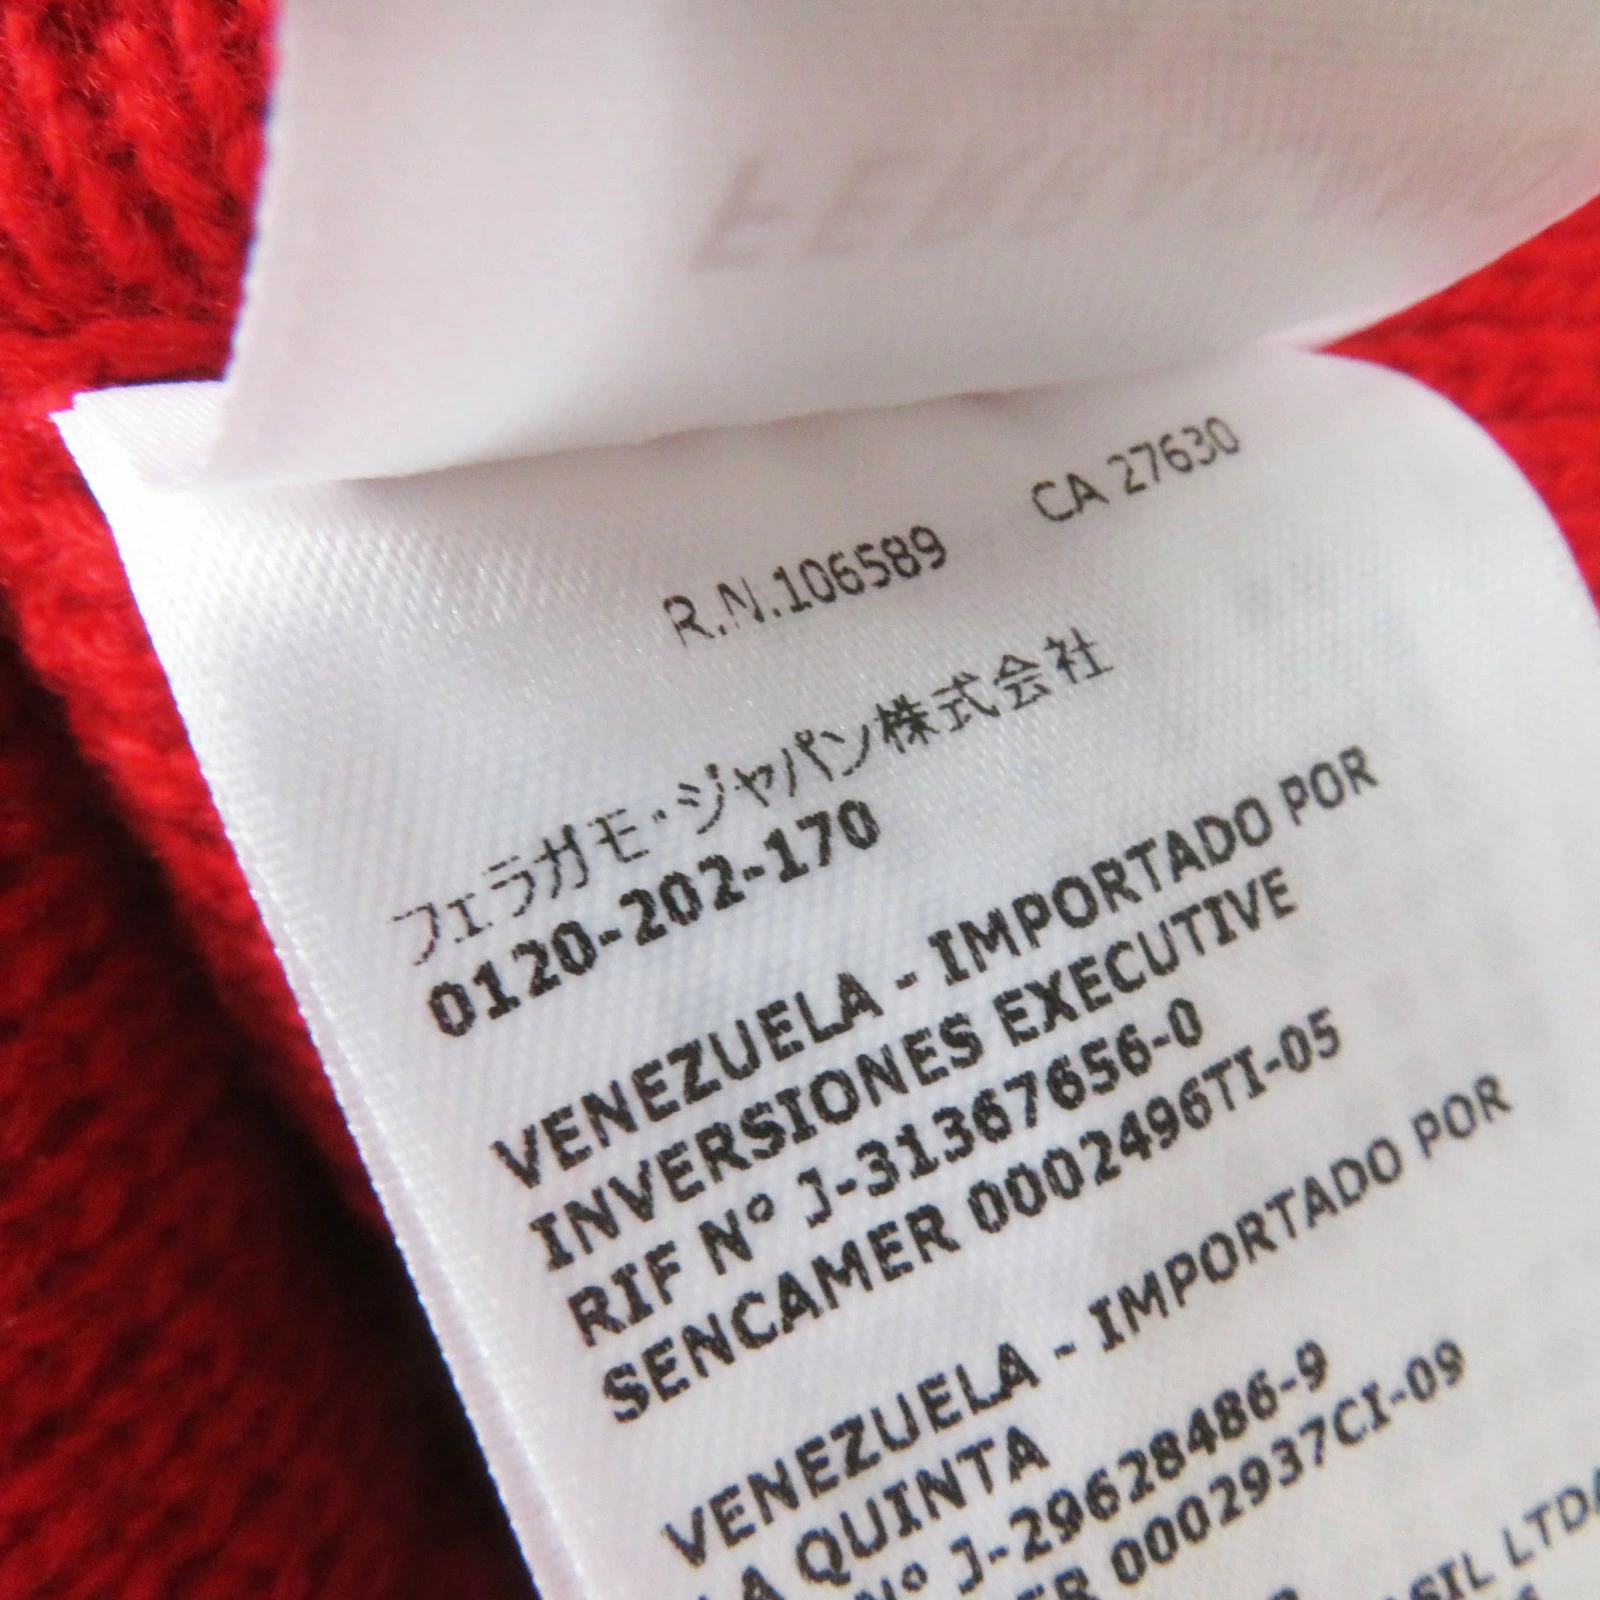 R.N.106589 CA 27630
フェラガモ・ジャパン株式会社
0120-202-170
VENEZUELA - IMPORTADO POR
INVERSIONES EXECUTIVE
RIF N° J-31367656-0
SENCAMER 0002496TI-05
VENEZUELA - IMPORTADO POR
LA QUINTA
N° J-29628486-9
0002937CI-09
LTDA